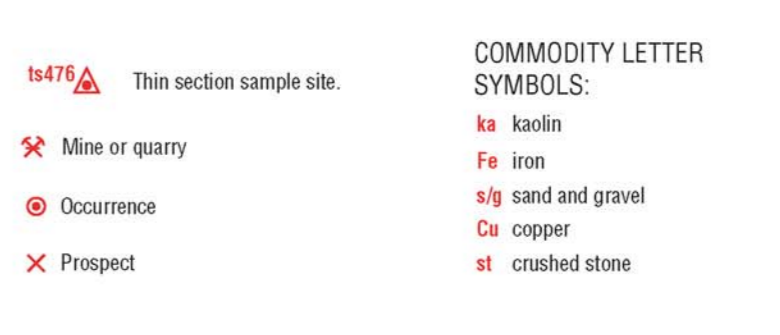 ts476 Thin section sample site.
Mine or quarry
Occurrence
Prospect
COMMODITY LETTER
SYMBOLS:
ka kaolin
Fe iron
s/g sand and gravel
Cu copper
st crushed stone